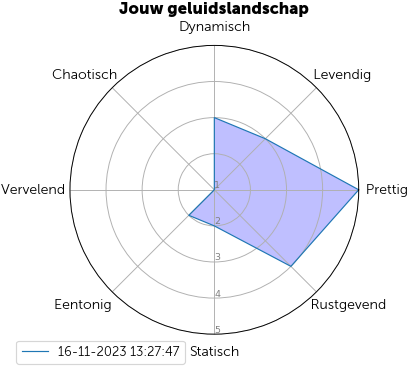 Jouw geluidslandschap
Dynamisch
Chaotisch
Levendig
Vervelend
1
Prettig
2
3
4
Eentonig
Rustgevend
5
16-11-2023 13:27:47
Statisch